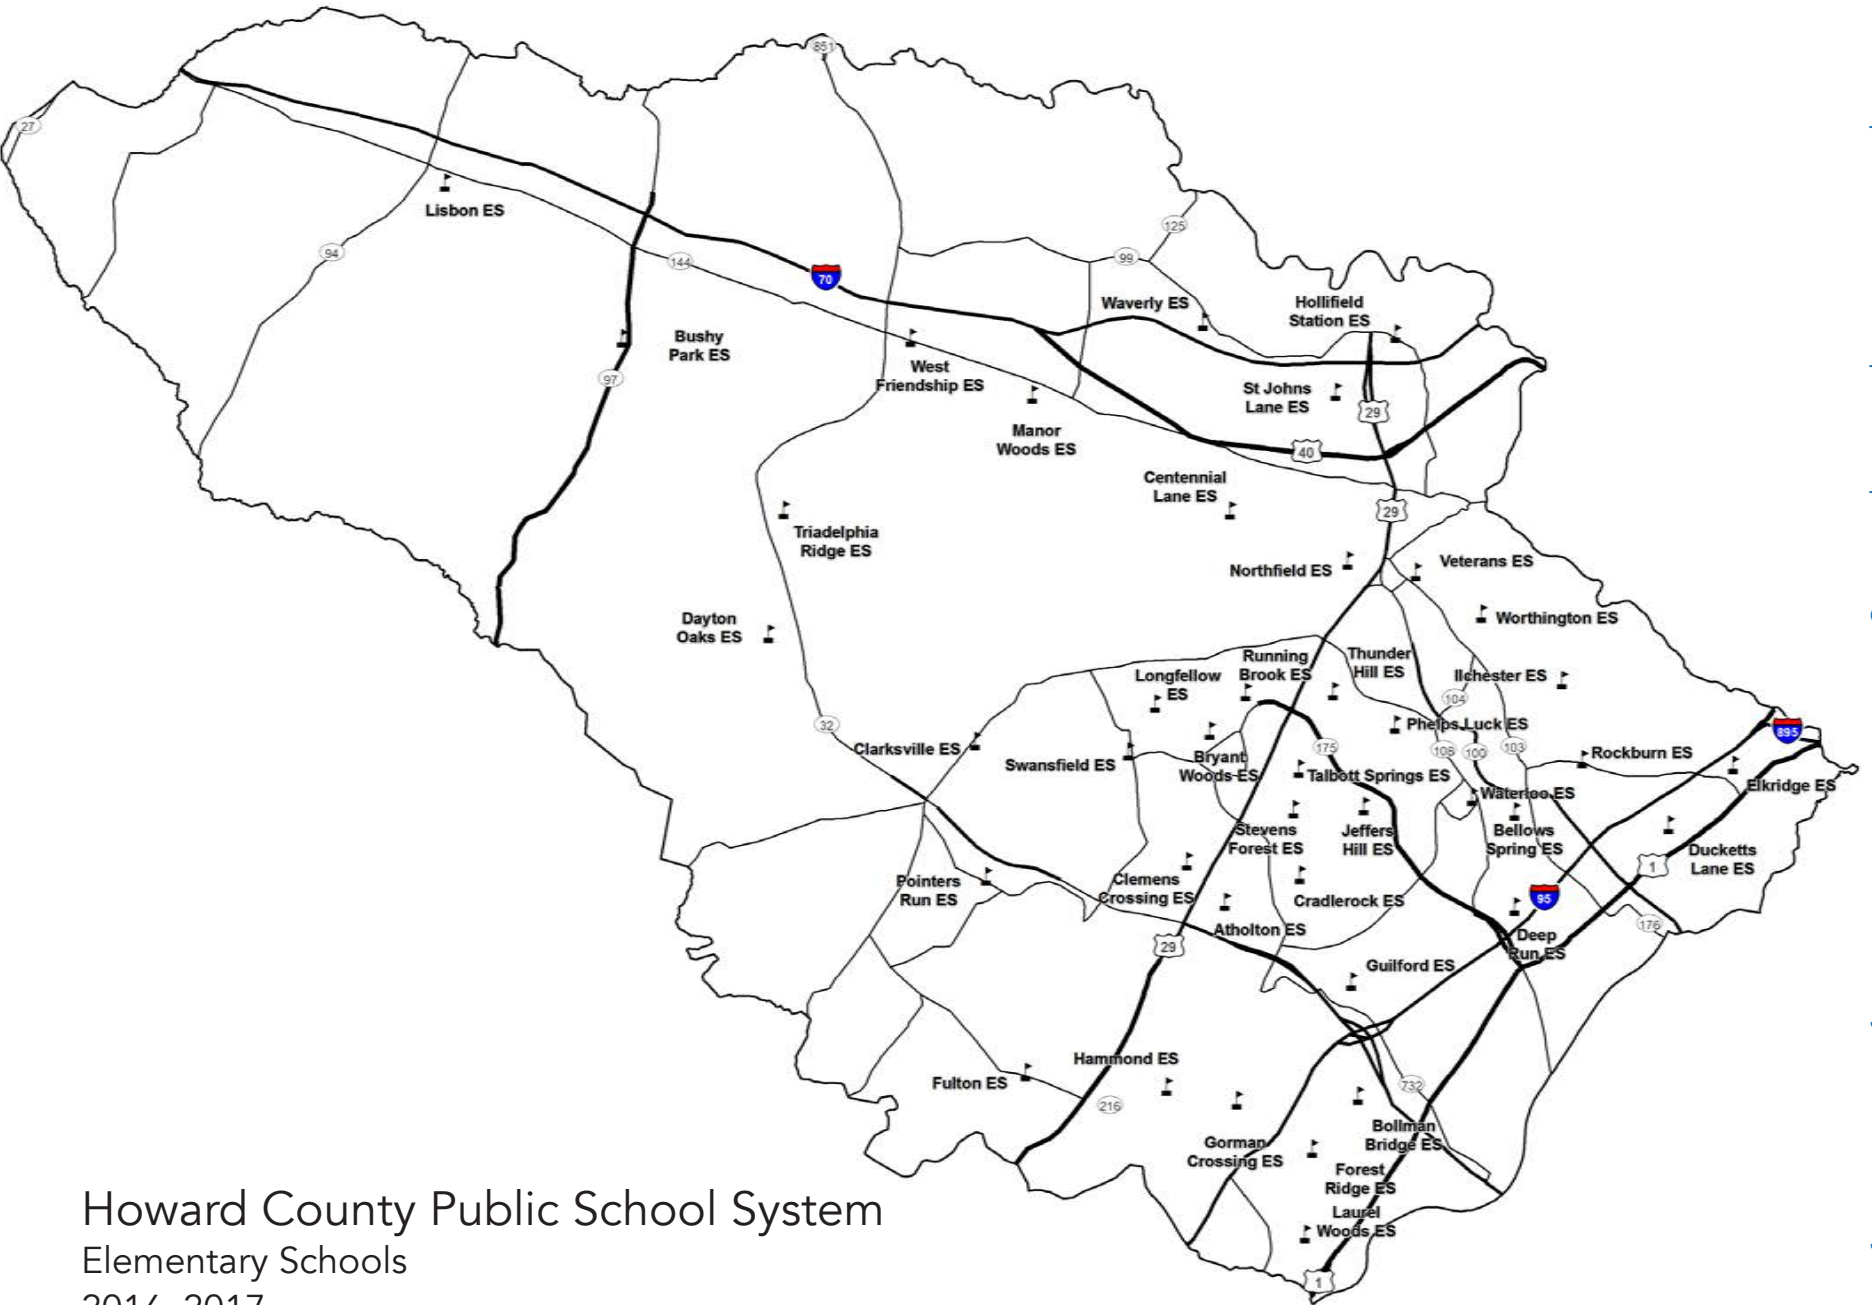 851
27
Lisbon ES
125
94
144
99
70
Waverly ES
Hollifield
Station ES
Bushy
Park ES
97
West
Friendship ES
St Johns
Lane ES
29
Manor
Woods ES
40
Centennial
Lane ES
29
Triadelphia
Ridge ES
Northfield ES
Veterans ES
Dayton
Oaks ES
Worthington ES
Running
Brook ES
Thunder
Hill ES
Longfellow
ES
Ilchester ES
104
32
Phelps Luck ES
895
Clarksville ES
Swansfield ES
Bryant
Woods ES
175
108
100
103
Rockburn ES
Talbott Springs ES
Waterloo ES
Elkridge ES
Stevens
Forest ES
Jeffers
Hill ES
Bellows
Spring ES
Ducketts
Lane ES
1
Pointers
Run ES
Clemens
Crossing ES
Cradlerock ES
95
Atholton ES
176
29
Deep
Run ES
Guilford ES
Hammond ES
Fulton ES
732
216
Bollman
Bridge ES
Gorman
Crossing ES
Forest
Ridge ES
Laurel
Woods ES
1
Howard County Public School System
Elementary Schools
2016–2017